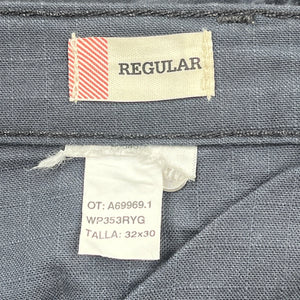 REGULAR
OT: A69969.1
WP353RYG
TALLA: 32x30